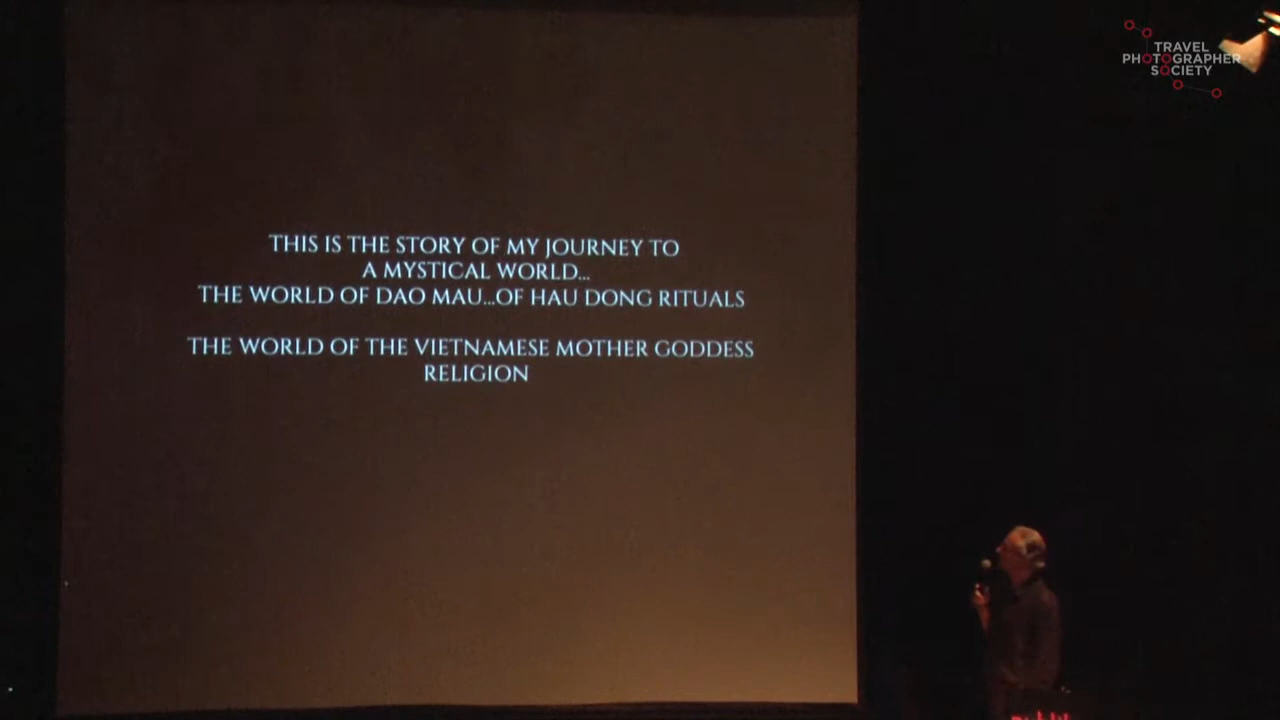 TRAVEL
PHOTOGRAPHER
SOCIETY
THIS IS THE STORY OF MY JOURNEY TO
A MYSTICAL WORLD...
THE WORLD OF DAO MAU...OF HAU DONG RITUALS
THE WORLD OF THE VIETNAMESE MOTHER GODDESS
RELIGION